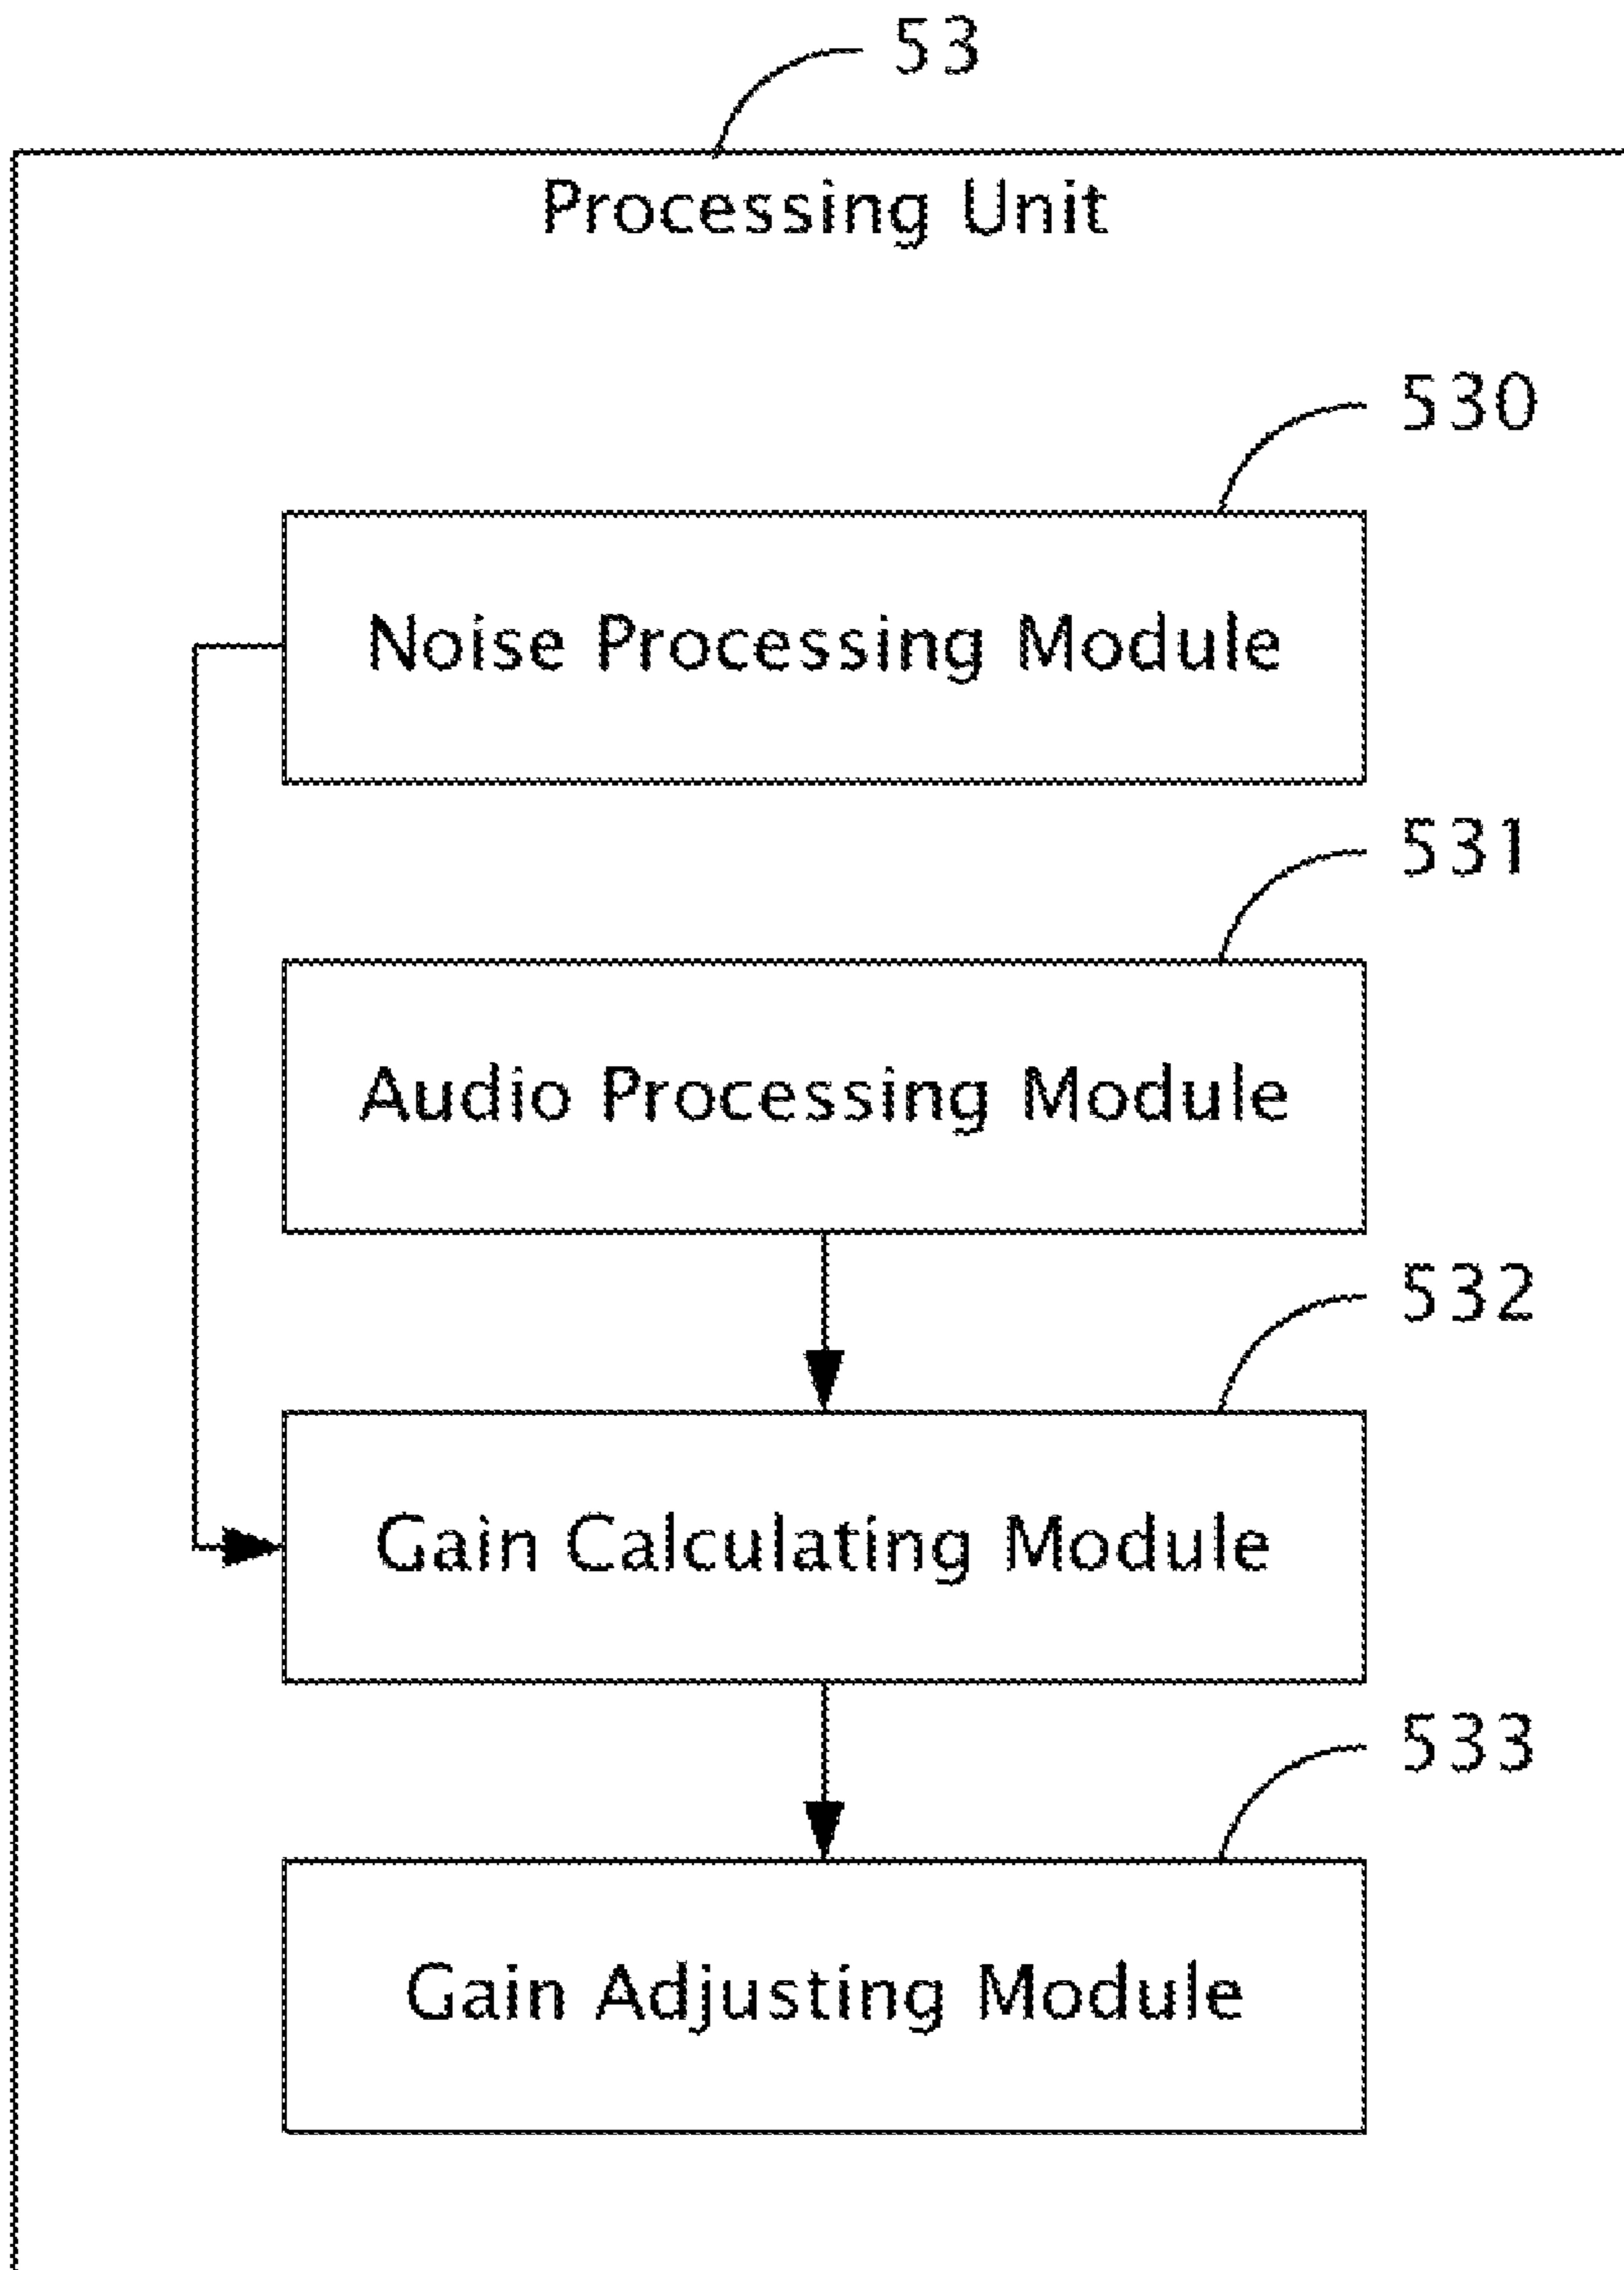 53
Processing Unit
530
Noise Processing Module
531
Audio Processing Module
532
Gain Calculating Module
533
Gain Adjusting Module